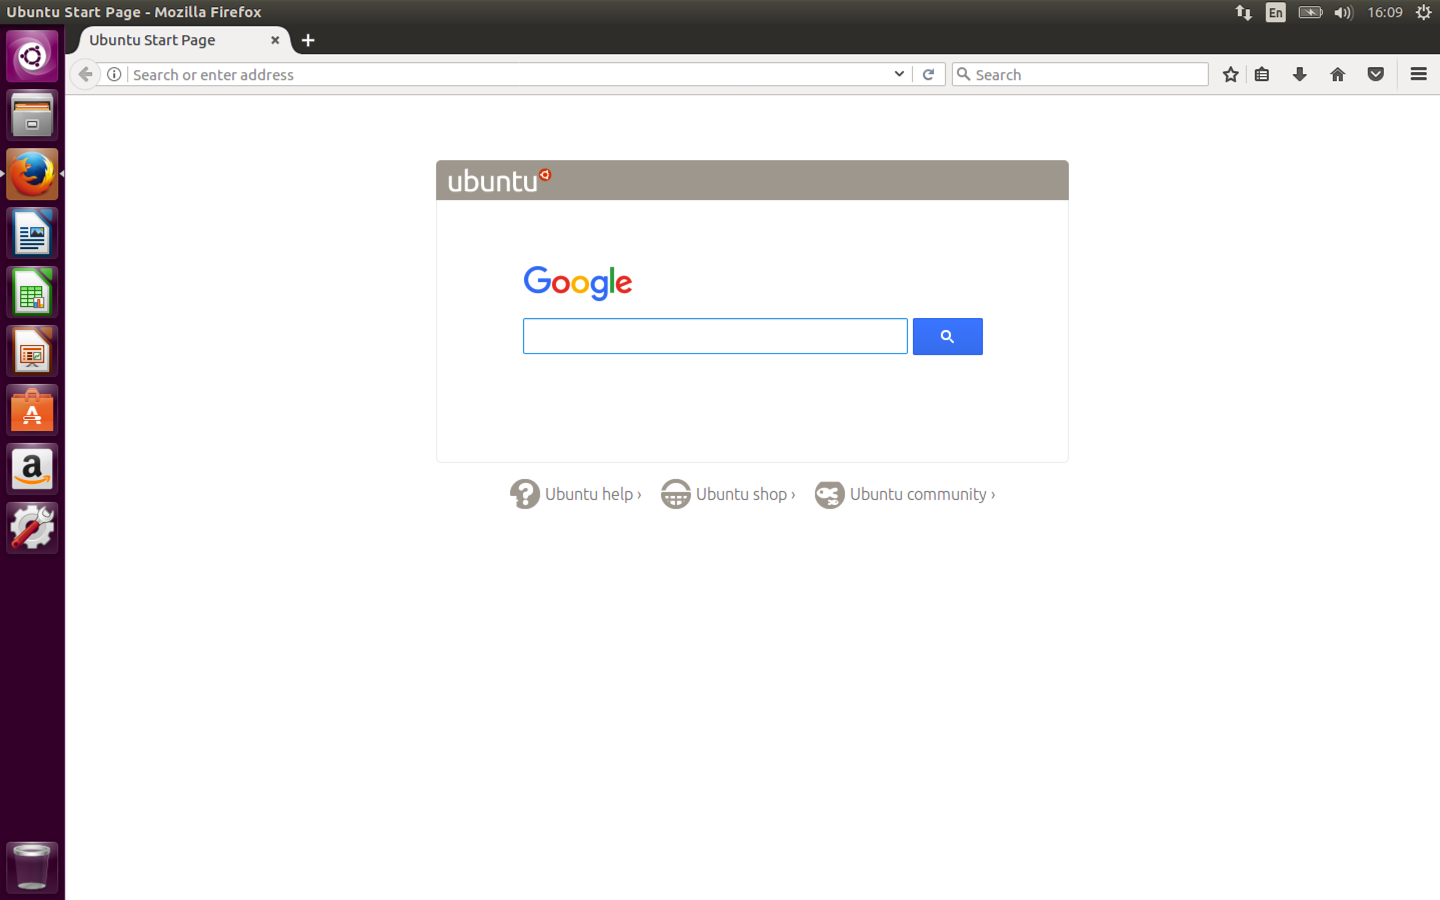 Ubuntu Start Page - Mozilla Firefox
En
16:09
Ubuntu Start Page
Search or enter address
Search
ubuntu
Google
Ubuntu help ›
Ubuntu shop ›
Ubuntu community ›
A
a